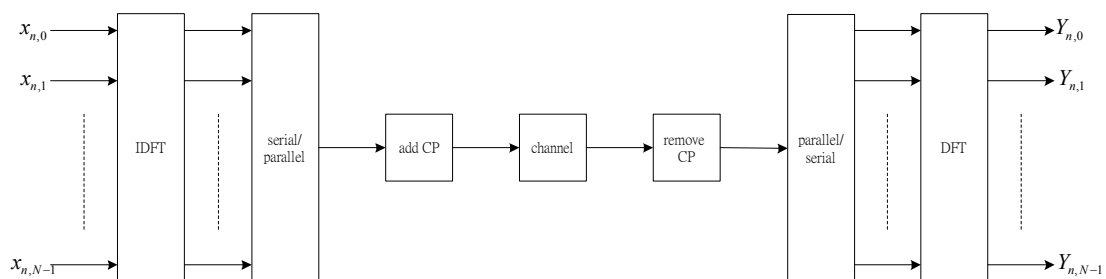 x_{n,0}
x_{n,1}
x_{n,N-1}
IDFT
serial/
parallel
add CP
channel
remove
CP
parallel/
serial
DFT
Y_{n,0}
Y_{n,1}
Y_{n,N-1}